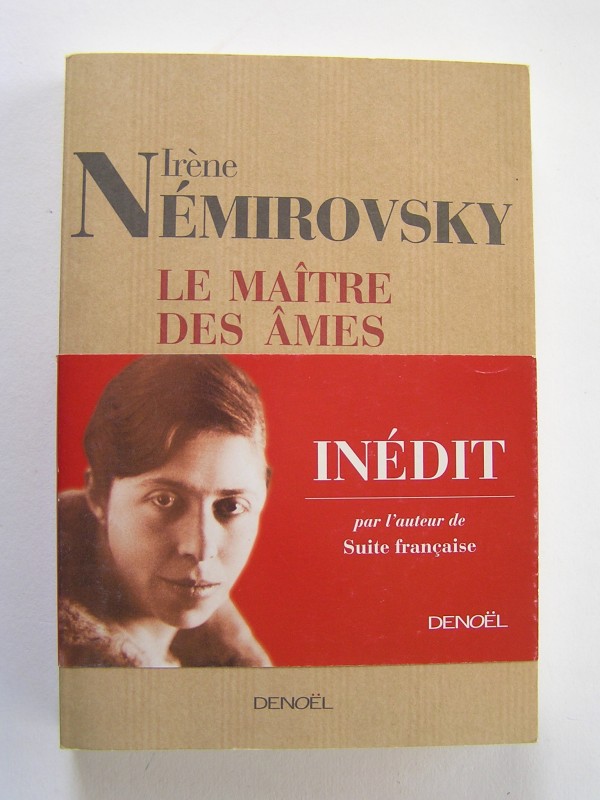 Irène
NÉMIROVSKY
LE MAÎTRE
DES ÂMES
INÉDIT
par l'auteur de
Suite française
DENOËL
DENOËL